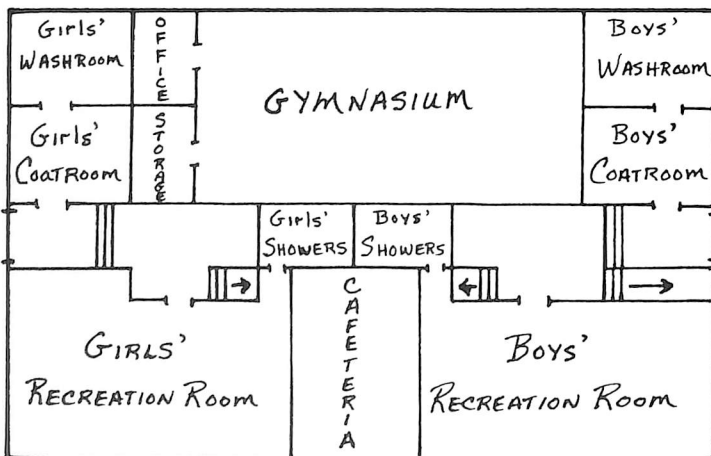 Girls'
WASHROOM
OFFICE
GYMNASIUM
Boys'
WASHROOM
Girls'
COATROOM
STORAGE
Boys'
COATROOM
Girls'
SHOWERS
Boys'
SHOWERS
CAFETERIA
GIRLS'
RECREATION ROOM
BOYS'
RECREATION ROOM